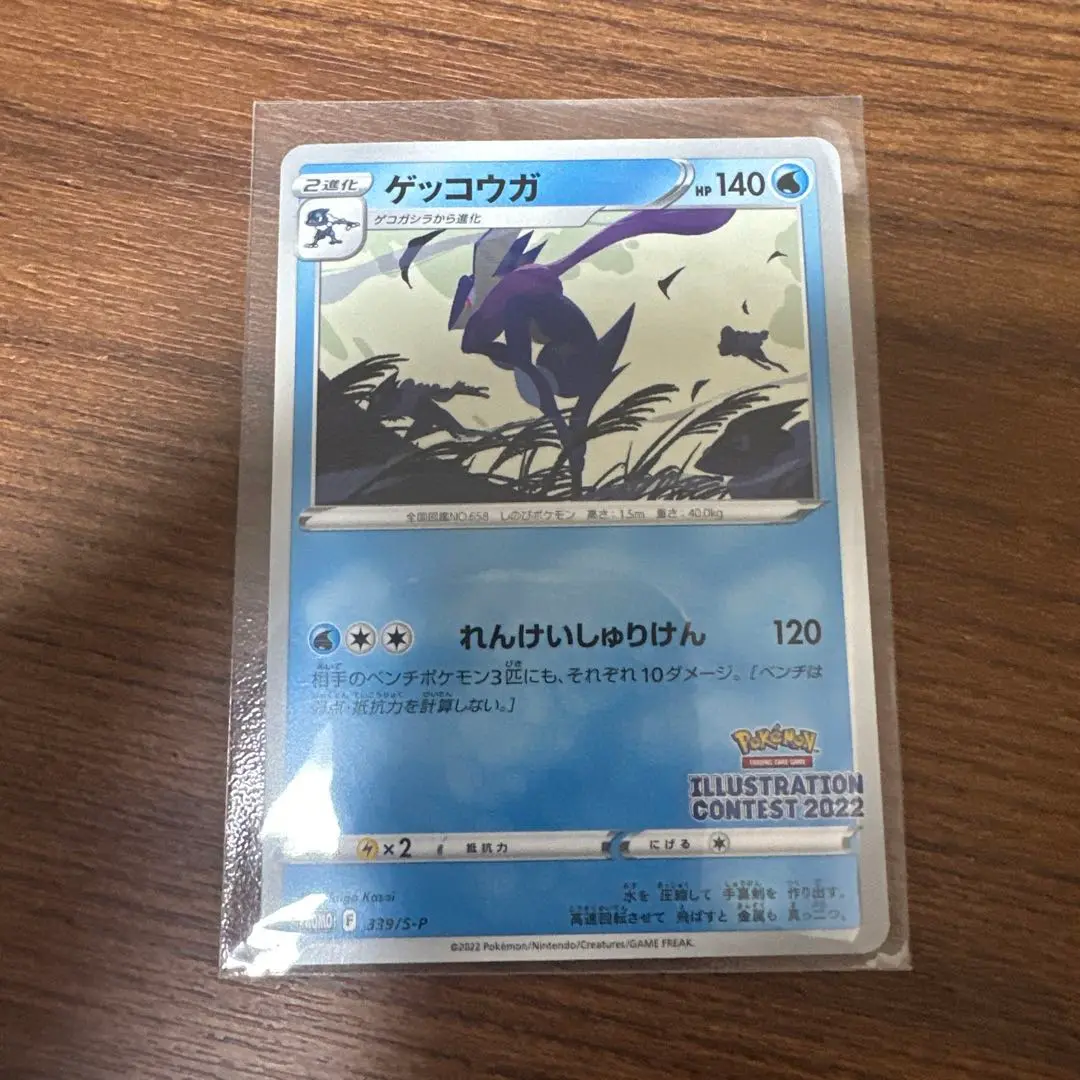 2進化
ゲッコウガ
HP 140
ゲコガシラから進化
全国図鑑NO.658 しのびポケモン 高さ:1.5m 重さ:40.0kg
れんけいしゅりけん 120
相手のベンチポケモン3匹にも、それぞれ10ダメージ。[ベンチは
弱点・抵抗力を計算しない。]
Pokémon
TRADING CARD GAME
ILLUSTRATION
CONTEST 2022
×2 抵抗力 にげる
Kasai
水を圧縮して手裏剣を作り出す。
高速回転させて飛ばすと金属も真っ二つ。
PROMO F 339/S-P
©2022 Pokémon/Nintendo/Creatures/GAME FREAK.